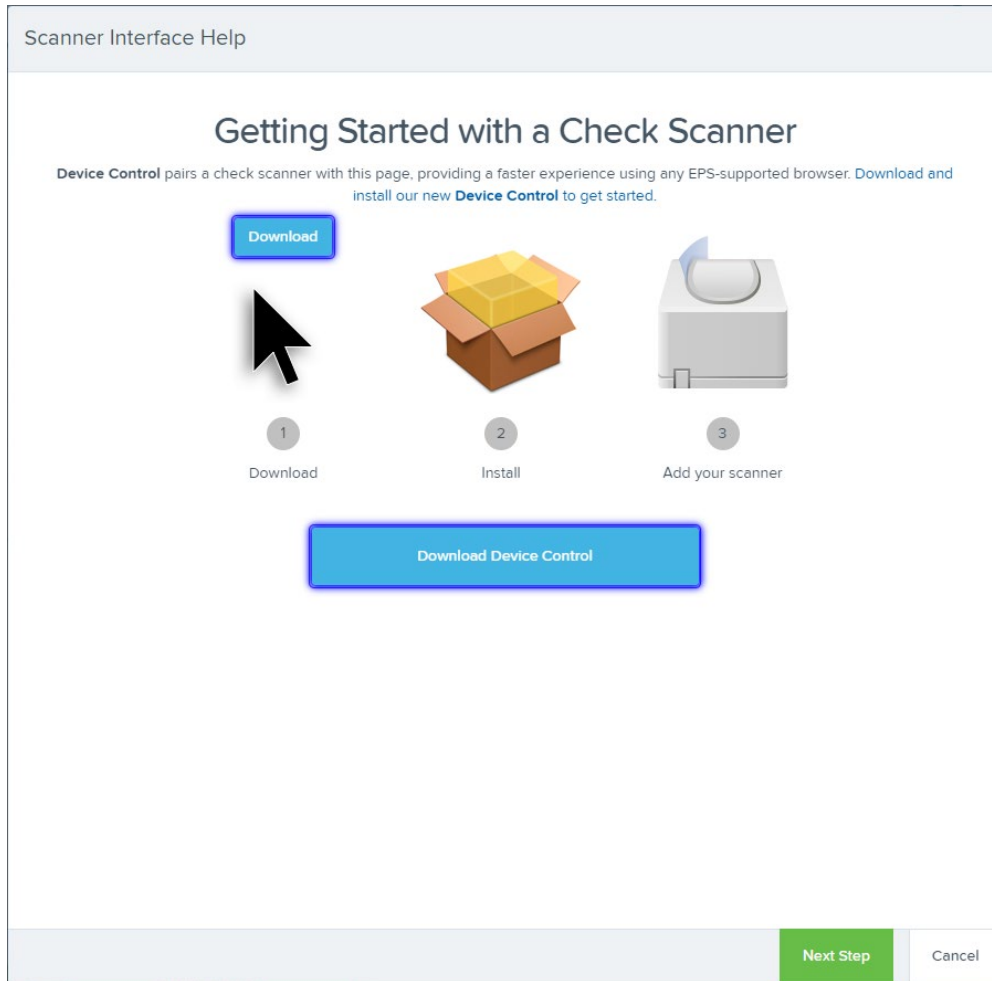 Scanner Interface Help
Getting Started with a Check Scanner
Device Control pairs a check scanner with this page, providing a faster experience using any EPS-supported browser. Download and
install our new Device Control to get started.
Download
1
2
3
Download
Install
Add your scanner
Download Device Control
Next Step
Cancel